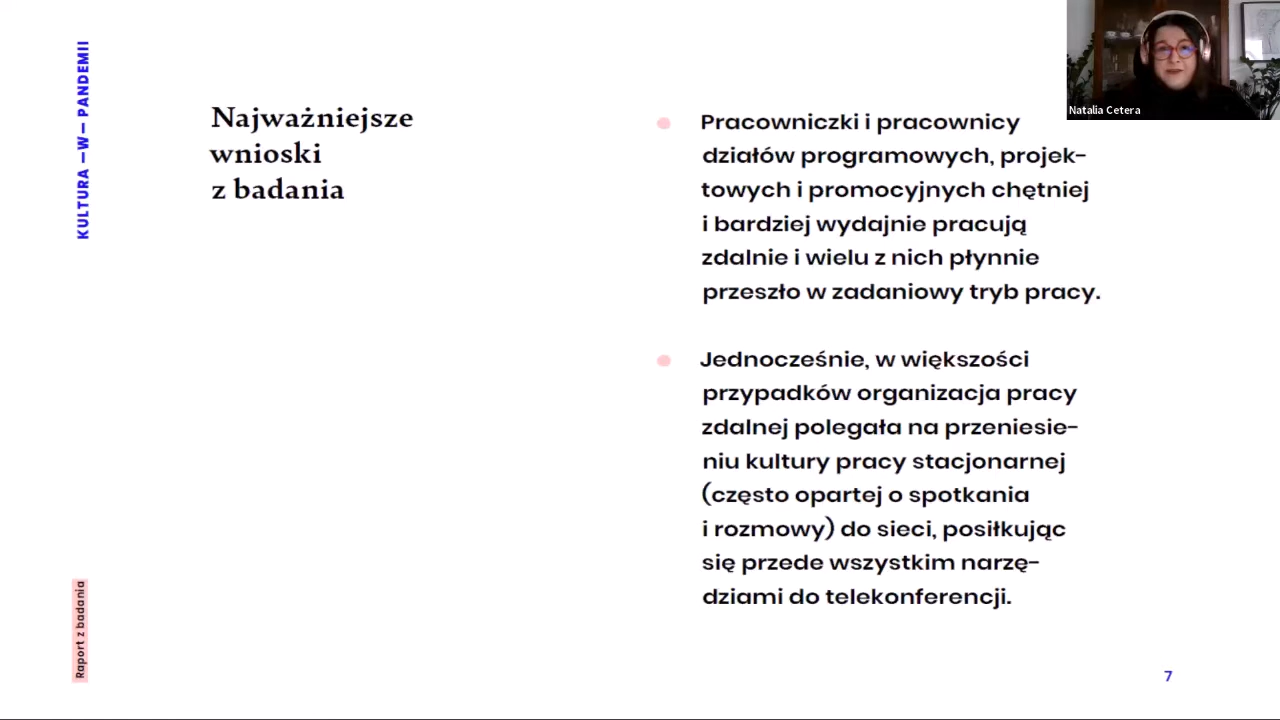 KULTURA —W— PANDEMII
Najważniejsze
wnioski
z badania
Pracowniczki i pracownicy
działów programowych, projek-
towych i promocyjnych chętniej
i bardziej wydajnie pracują
zdalnie i wielu z nich płynnie
przeszło w zadaniowy tryb pracy.
Jednocześnie, w większości
przypadków organizacja pracy
zdalnej polegała na przeniesie-
niu kultury pracy stacjonarnej
(często opartej o spotkania
i rozmowy) do sieci, posiłkując
się przede wszystkim narzę-
dziami do telekonferencji.
Natalia Cetera
Raport z badania
7